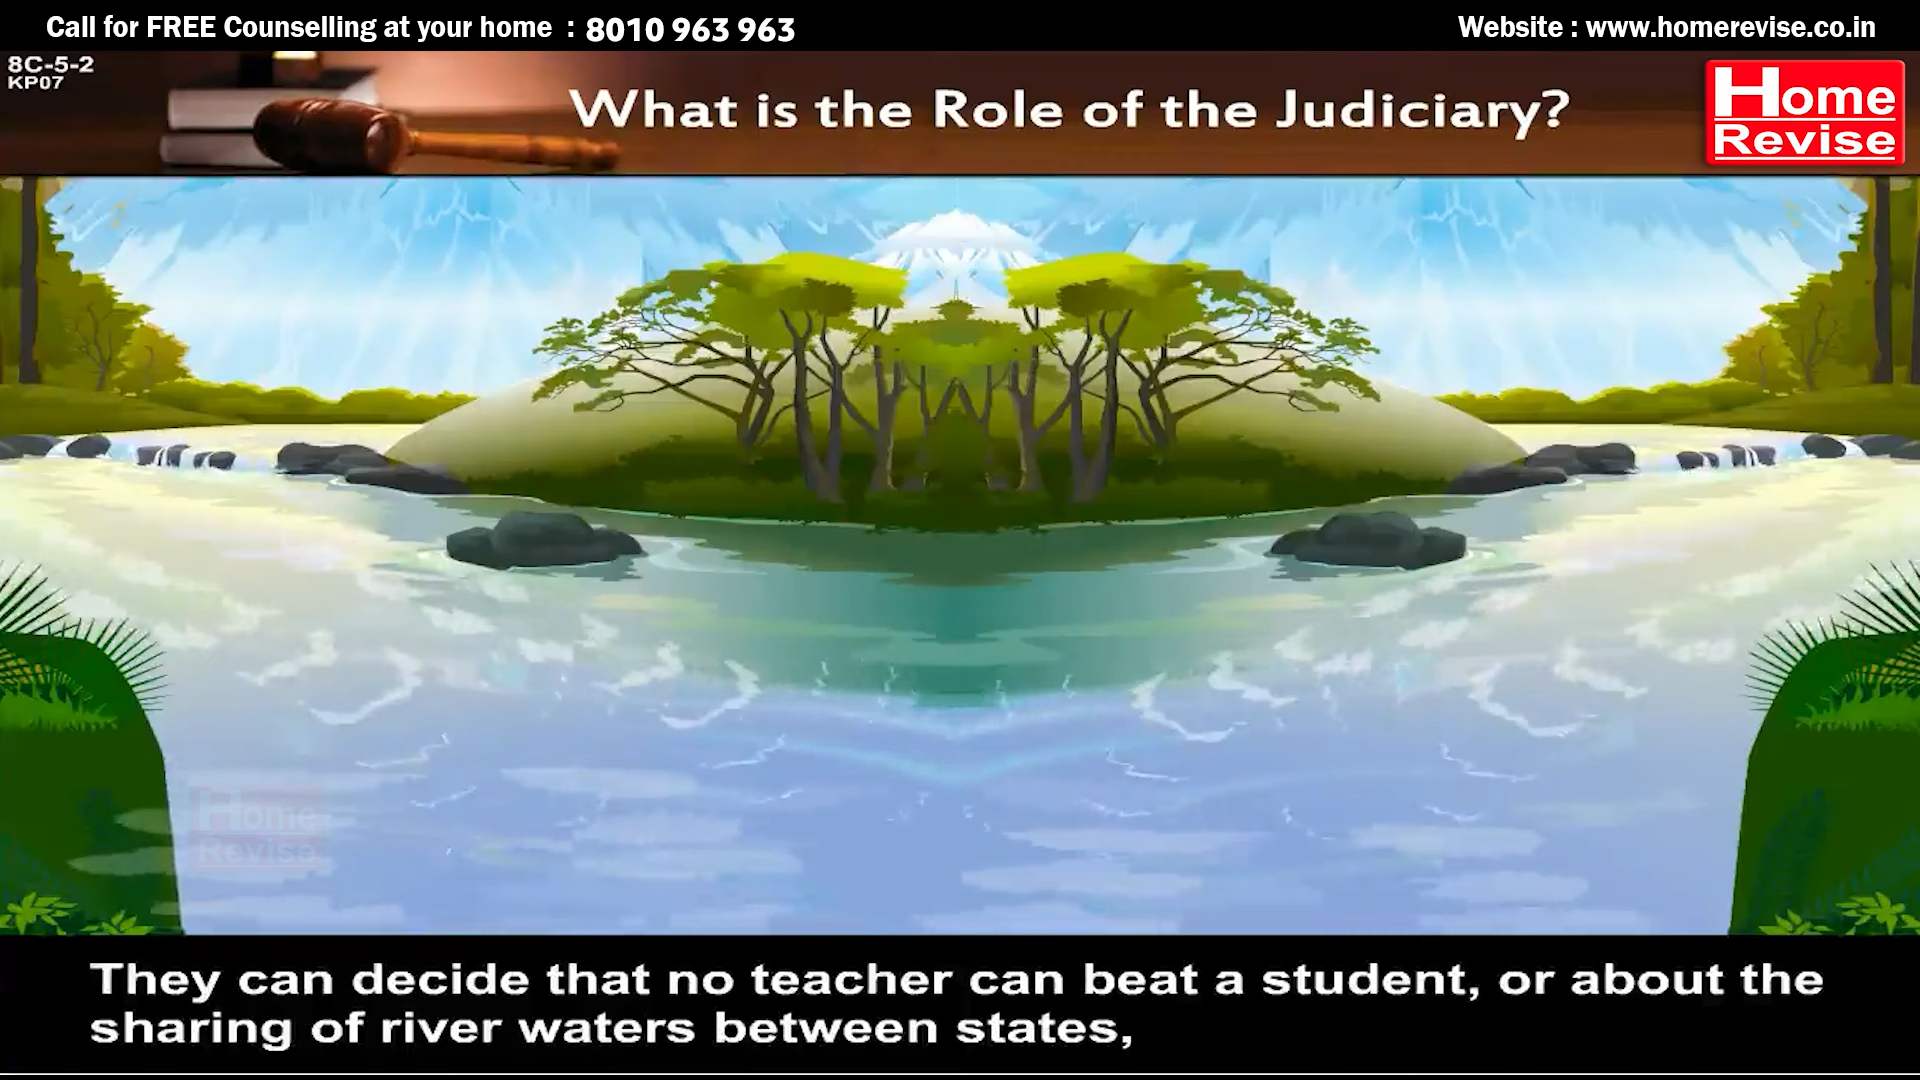 Call for FREE Counselling at your home : 8010 963 963
Website : www.homerevise.co.in
8C-5-2
KP07
What is the Role of the Judiciary?
Home
Revise
Home
Revise
They can decide that no teacher can beat a student, or about the
sharing of river waters between states,